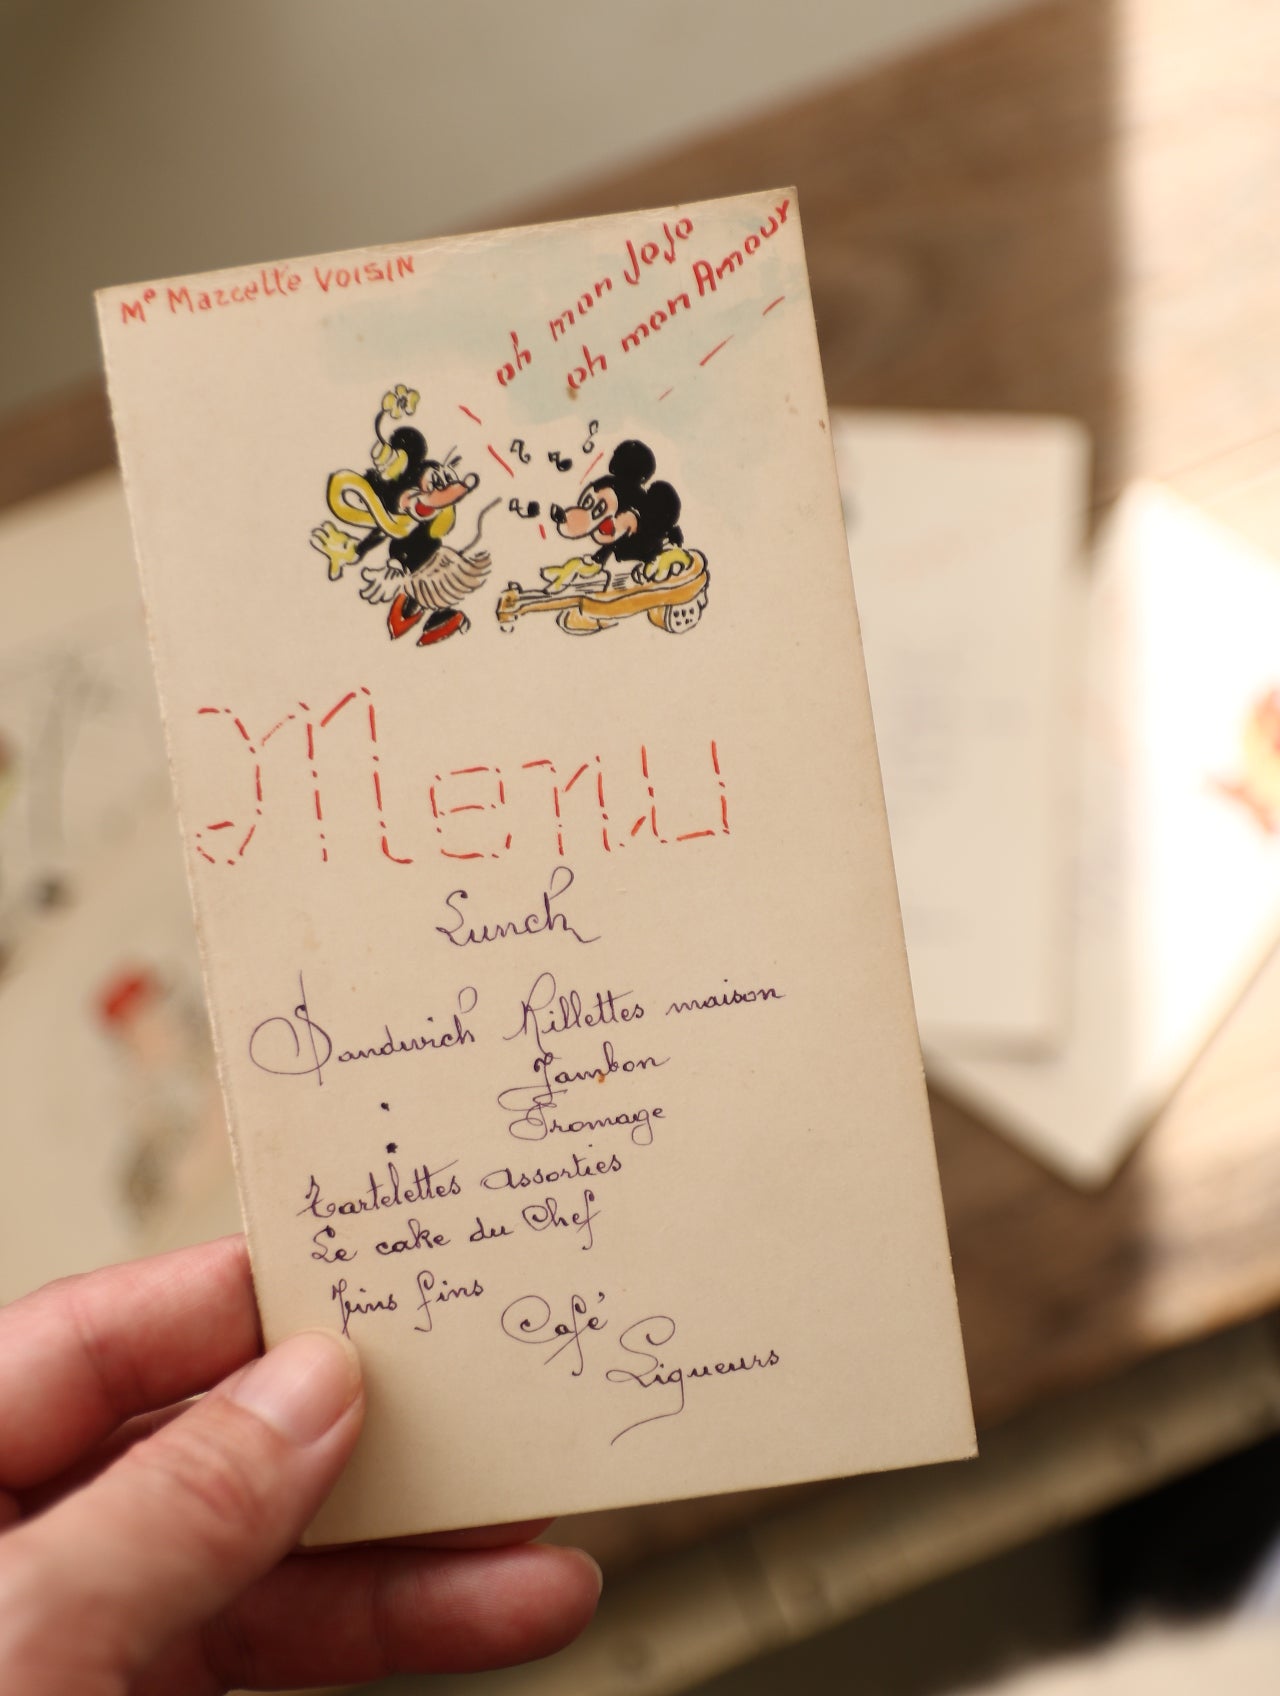 Me Marcelle VOISIN
oh mon JoJo
oh mon Amour
Menu
Lunch
Sandwich Rillettes maison
Jambon
Fromage
Tartelettes assorties
Le cake du Chef
Vins fins
Café
Liqueurs